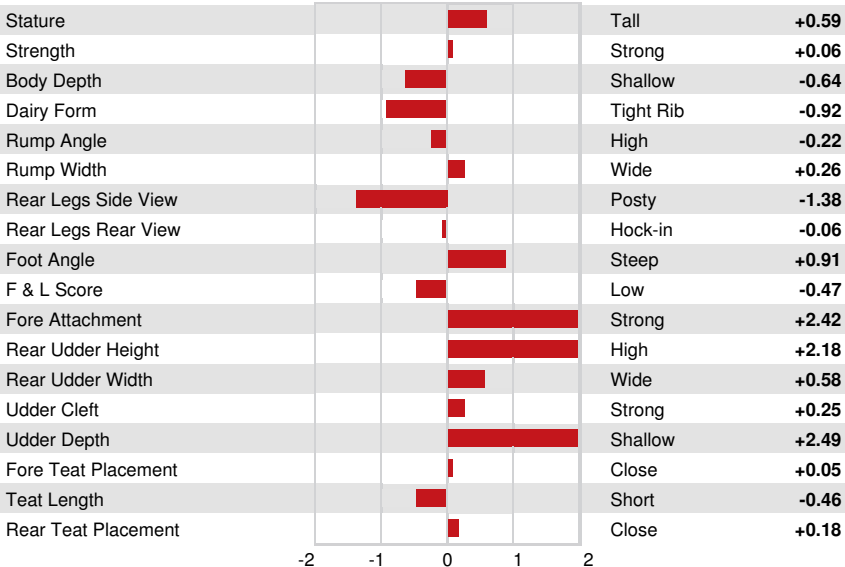 Stature Tall +0.59
Strength Strong +0.06
Body Depth Shallow -0.64
Dairy Form Tight Rib -0.92
Rump Angle High -0.22
Rump Width Wide +0.26
Rear Legs Side View Posty -1.38
Rear Legs Rear View Hock-in -0.06
Foot Angle Steep +0.91
F & L Score Low -0.47
Fore Attachment Strong +2.42
Rear Udder Height High +2.18
Rear Udder Width Wide +0.58
Udder Cleft Strong +0.25
Udder Depth Shallow +2.49
Fore Teat Placement Close +0.05
Teat Length Short -0.46
Rear Teat Placement Close +0.18
-2 -1 0 1 2